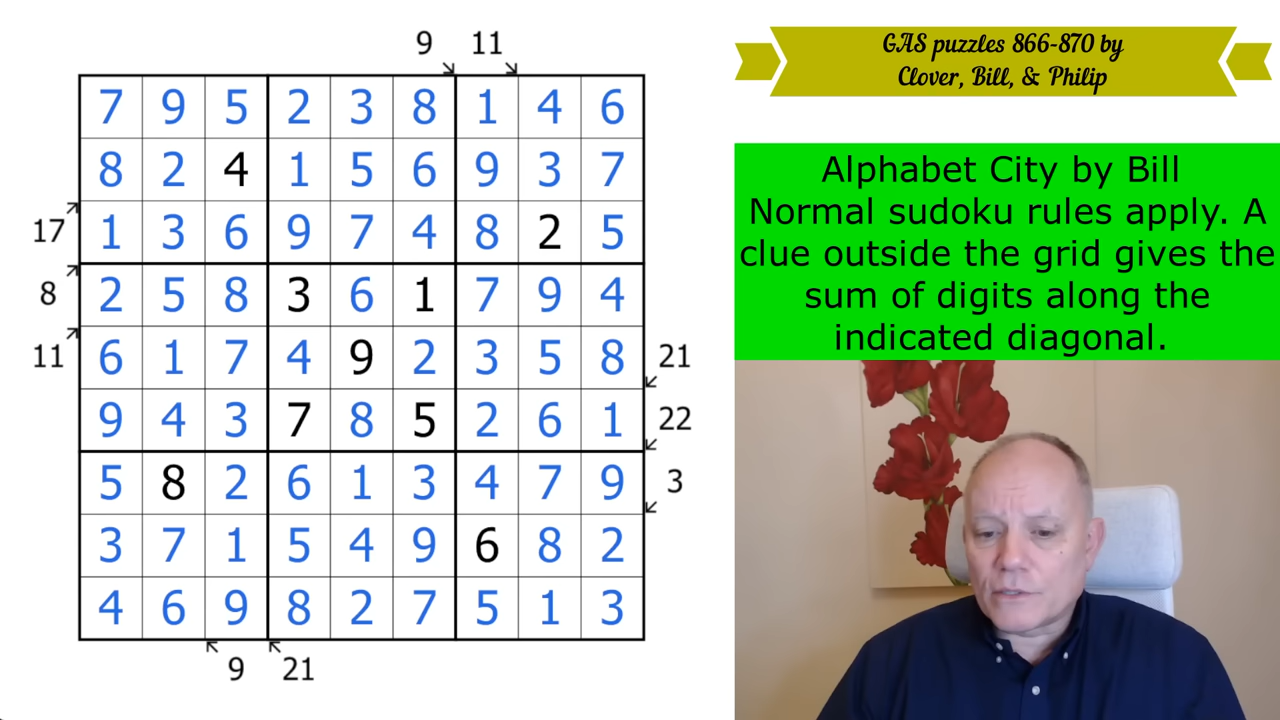 9 11
GAS puzzles 866-870 by
Clover, Bill, & Philip
7 9 5 2 3 8 1 4 6
8 2 4 1 5 6 9 3 7
17 1 3 6 9 7 4 8 2 5
8 2 5 8 3 6 1 7 9 4
11 6 1 7 4 9 2 3 5 8 21
9 4 3 7 8 5 2 6 1 22
5 8 2 6 1 3 4 7 9 3
3 7 1 5 4 9 6 8 2
4 6 9 8 2 7 5 1 3
9 21
Alphabet City by Bill
Normal sudoku rules apply. A
clue outside the grid gives the
sum of digits along the
indicated diagonal.